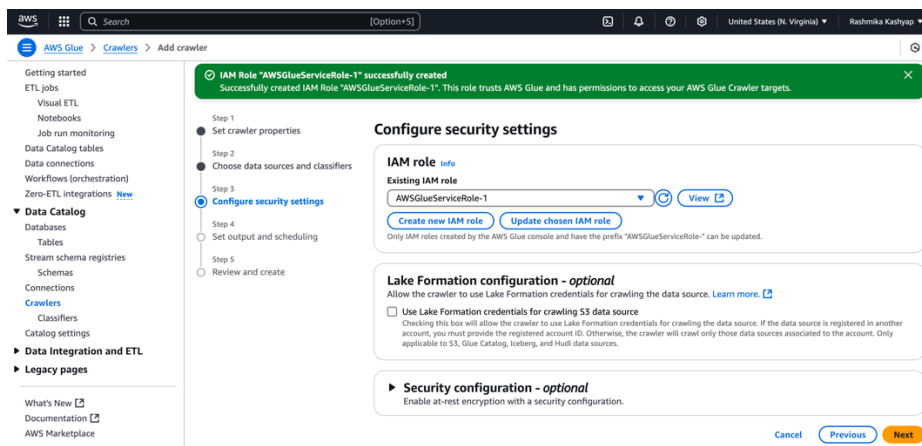 aws
Search
[Option+S]
United States (N. Virginia)
Rashmika Kashyap
AWS Glue > Crawlers > Add crawler
Getting started
ETL jobs
Visual ETL
Notebooks
Job run monitoring
Data Catalog tables
Data connections
Workflows (orchestration)
Zero-ETL integrations New
Data Catalog
Databases
Tables
Stream schema registries
Schemas
Connections
Crawlers
Classifiers
Catalog settings
Data Integration and ETL
Legacy pages
What's New
Documentation
AWS Marketplace
IAM Role "AWSGlueServiceRole-1" successfully created
Successfully created IAM Role "AWSGlueServiceRole-1". This role trusts AWS Glue and has permissions to access your AWS Glue Crawler targets.
Step 1
Set crawler properties
Step 2
Choose data sources and classifiers
Step 3
Configure security settings
Step 4
Set output and scheduling
Step 5
Review and create
Configure security settings
IAM role Info
Existing IAM role
AWSGlueServiceRole-1
View
Create new IAM role
Update chosen IAM role
Only IAM roles created by the AWS Glue console and have the prefix "AWSGlueServiceRole-" can be updated.
Lake Formation configuration - optional
Allow the crawler to use Lake Formation credentials for crawling the data source. Learn more.
Use Lake Formation credentials for crawling S3 data source
Checking this box will allow the crawler to use Lake Formation credentials for crawling the data source. If the data source is registered in another
account, you must provide the registered account ID. Otherwise, the crawler will crawl only those data sources associated to the account. Only
applicable to S3, Glue Catalog, Iceberg, and Hudi data sources.
Security configuration - optional
Enable at-rest encryption with a security configuration.
Cancel
Previous
Next